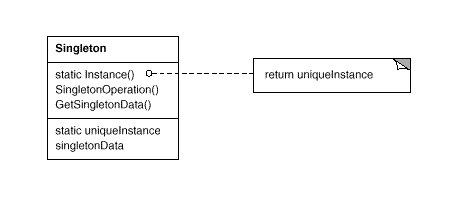 Singleton
static Instance()
SingletonOperation()
GetSingletonData()
static uniqueInstance
singletonData
return uniqueInstance